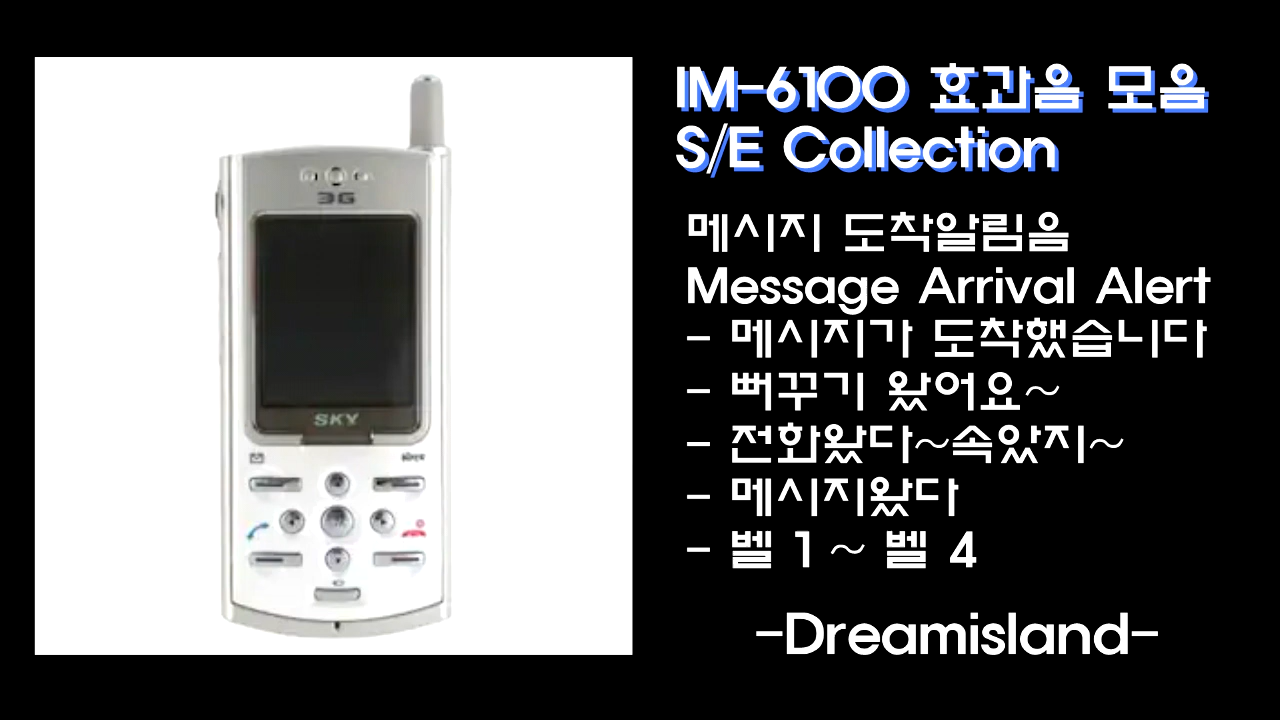 3G
SKY
IM-6100 효과음 모음
S/E Collection
메시지 도착알림음
Message Arrival Alert
- 메시지가 도착했습니다
- 뻐꾸기 왔어요~
- 전화왔다~속았지~
- 메시지왔다
- 벨 1 ~ 벨 4
-Dreamisland-